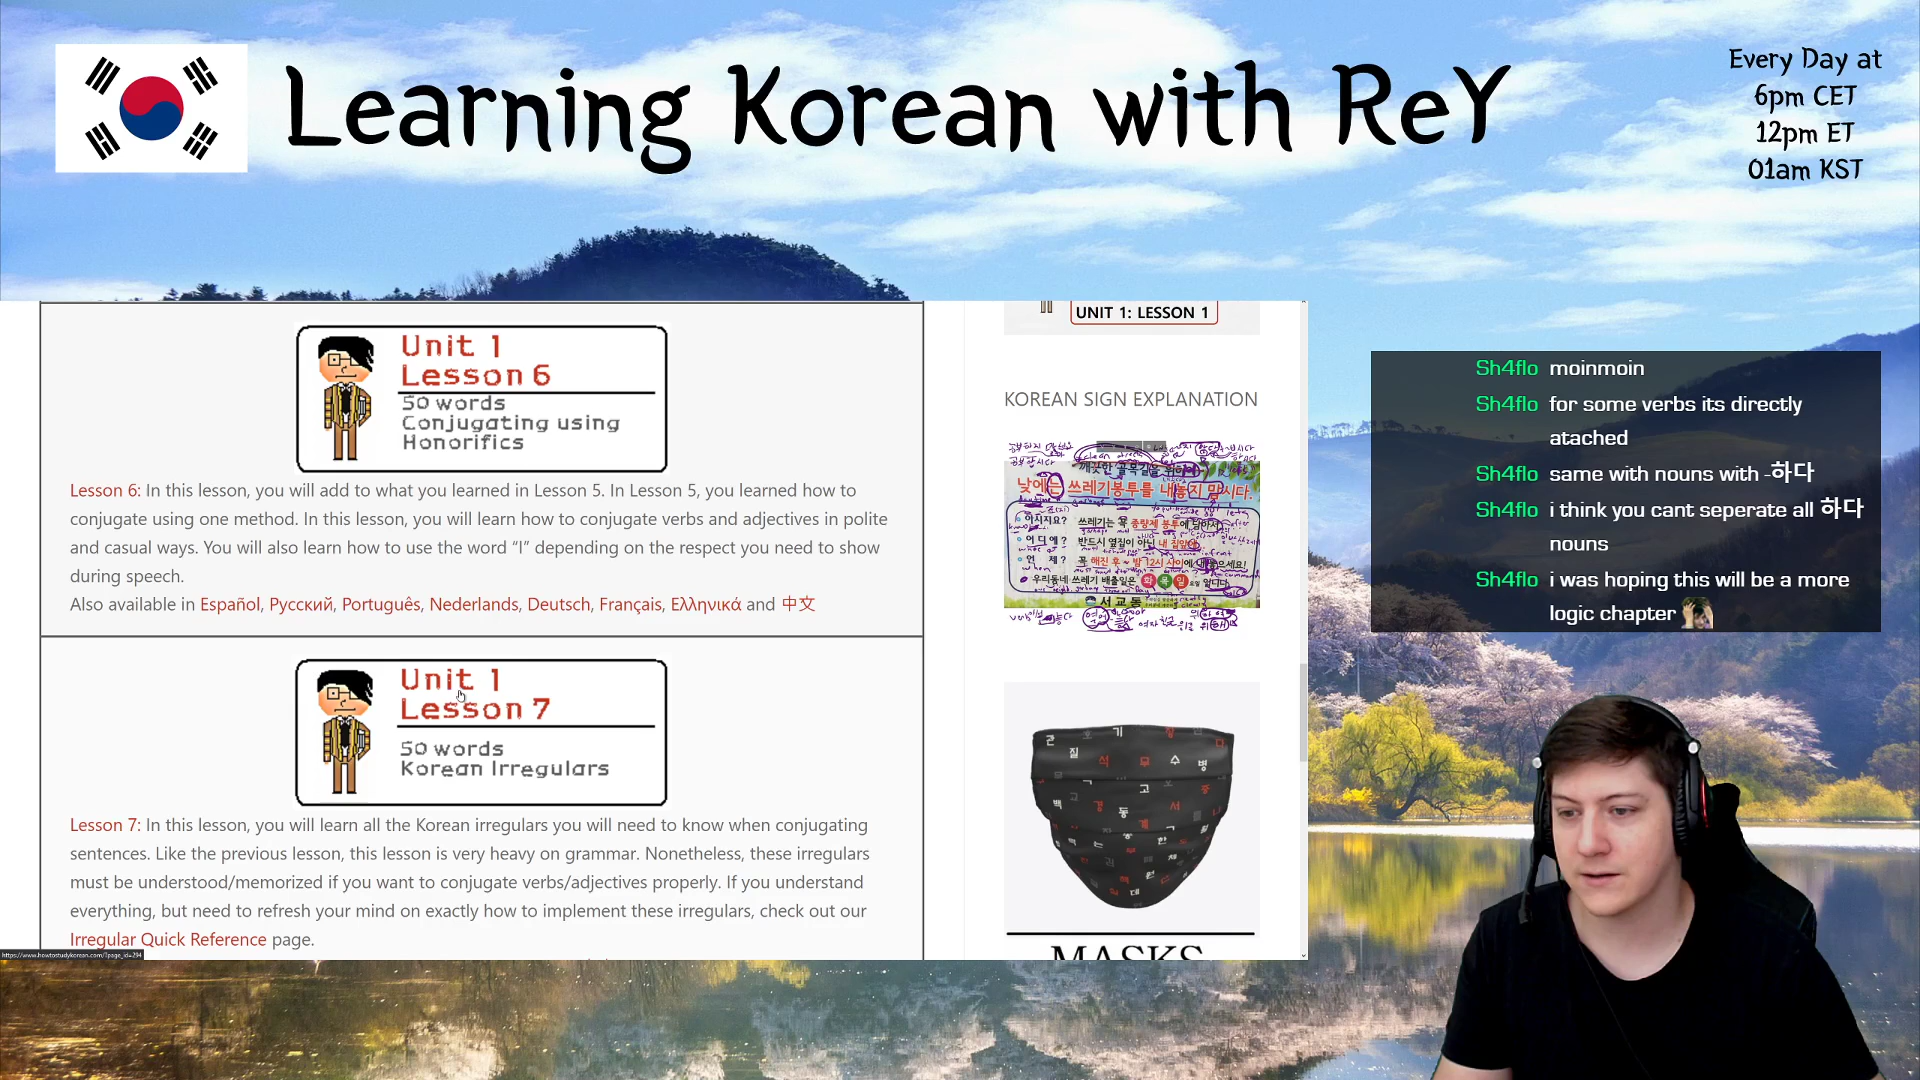 Learning Korean with ReY
Every Day at
6pm CET
12pm ET
01am KST
Unit 1
Lesson 6
50 words
Conjugating using
Honorifics
Lesson 6: In this lesson, you will add to what you learned in Lesson 5. In Lesson 5, you learned how to
conjugate using one method. In this lesson, you will learn how to conjugate verbs and adjectives in polite
and casual ways. You will also learn how to use the word “I” depending on the respect you need to show
during speech.
Also available in Español, Русский, Português, Nederlands, Deutsch, Français, Ελληνικά and 中文
Unit 1
Lesson 7
50 words
Korean Irregulars
Lesson 7: In this lesson, you will learn all the Korean irregulars you will need to know when conjugating
sentences. Like the previous lesson, this lesson is very heavy on grammar. Nonetheless, these irregulars
must be understood/memorized if you want to conjugate verbs/adjectives properly. If you understand
everything, but need to refresh your mind on exactly how to implement these irregulars, check out our
Irregular Quick Reference page.
https://www.howtostudykorean.com/?page_id=294
UNIT 1: LESSON 1
KOREAN SIGN EXPLANATION
낮에는 쓰레기봉투를 내놓지 맙시다.
서교동
MASKS
Sh4flo moinmoin
Sh4flo for some verbs its directly
atached
Sh4flo same with nouns with -하다
Sh4flo i think you cant seperate all 하다
nouns
Sh4flo i was hoping this will be a more
logic chapter